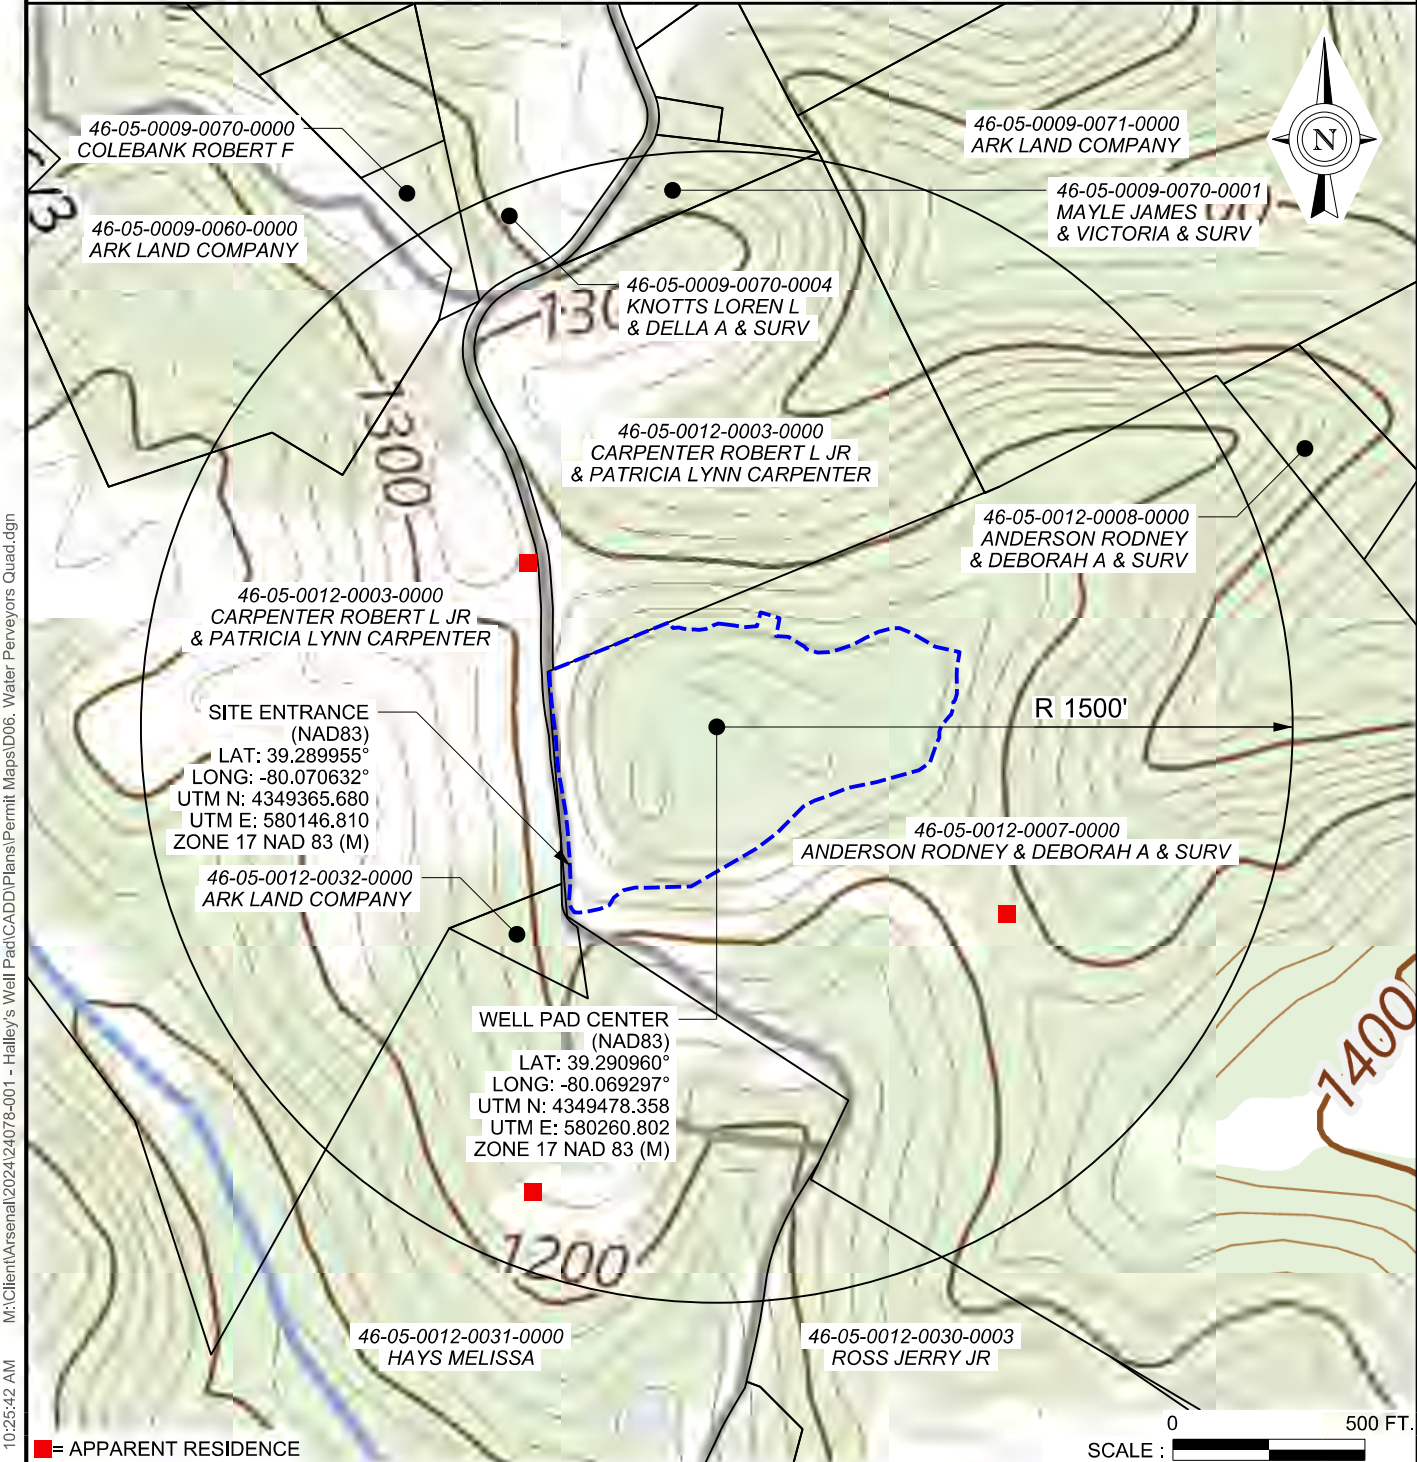 46-05-0009-0070-0000
COLEBANK ROBERT F
46-05-0009-0060-0000
ARK LAND COMPANY
46-05-0009-0071-0000
ARK LAND COMPANY
N
46-05-0009-0070-0001
MAYLE JAMES
& VICTORIA & SURV
46-05-0009-0070-0004
KNOTTS LOREN L
& DELLA A & SURV
1300
46-05-0012-0003-0000
CARPENTER ROBERT L JR
& PATRICIA LYNN CARPENTER
46-05-0012-0008-0000
ANDERSON RODNEY
& DEBORAH A & SURV
46-05-0012-0003-0000
CARPENTER ROBERT L JR
& PATRICIA LYNN CARPENTER
SITE ENTRANCE
(NAD83)
LAT: 39.289955°
LONG: -80.070632°
UTM N: 4349365.680
UTM E: 580146.810
ZONE 17 NAD 83 (M)
R 1500'
46-05-0012-0007-0000
ANDERSON RODNEY & DEBORAH A & SURV
46-05-0012-0032-0000
ARK LAND COMPANY
WELL PAD CENTER
(NAD83)
LAT: 39.290960°
LONG: -80.069297°
UTM N: 4349478.358
UTM E: 580260.802
ZONE 17 NAD 83 (M)
1400
1200
46-05-0012-0031-0000
HAYS MELISSA
46-05-0012-0030-0003
ROSS JERRY JR
= APPARENT RESIDENCE
0 500 FT.
SCALE :
10:25:42 AM M:\Client\Arsenal\2024\24078-001 - Halley's Well Pad\CADD\Plans\Permit Maps\D06. Water Perveyors Quad.dgn